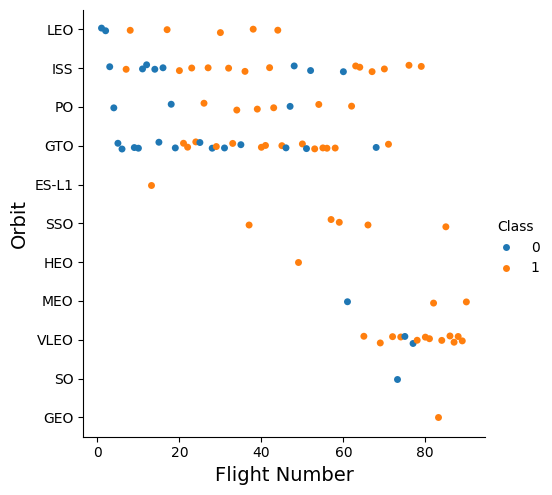 LEO
ISS
PO
GTO
ES-L1
SSO
HEO
MEO
VLEO
SO
GEO
Orbit
0 20 40 60 80
Flight Number
Class
0
1